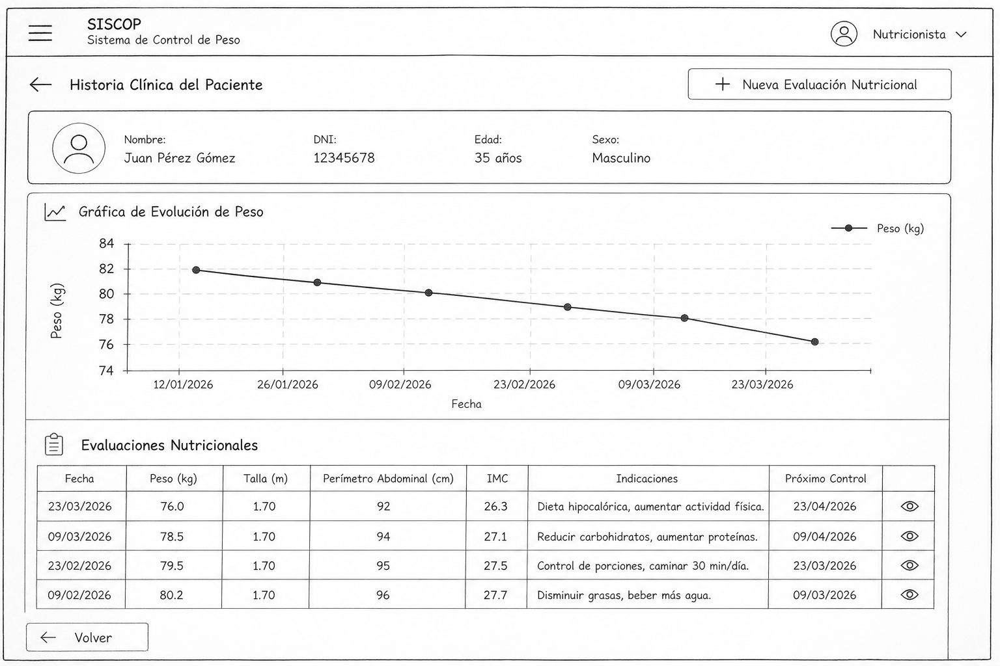 SISCOP
Sistema de Control de Peso
Nutricionista
Historia Clínica del Paciente
+ Nueva Evaluación Nutricional
Nombre:
Juan Pérez Gómez
DNI:
12345678
Edad:
35 años
Sexo:
Masculino
Gráfica de Evolución de Peso
Peso (kg)
Peso (kg)
84
82
80
78
76
74
12/01/2026 26/01/2026 09/02/2026 23/02/2026 09/03/2026 23/03/2026
Fecha
Evaluaciones Nutricionales
Fecha Peso (kg) Talla (m) Perímetro Abdominal (cm) IMC Indicaciones Próximo Control
23/03/2026 76.0 1.70 92 26.3 Dieta hipocalórica, aumentar actividad física. 23/04/2026
09/03/2026 78.5 1.70 94 27.1 Reducir carbohidratos, aumentar proteínas. 09/04/2026
23/02/2026 79.5 1.70 95 27.5 Control de porciones, caminar 30 min/día. 23/03/2026
09/02/2026 80.2 1.70 96 27.7 Disminuir grasas, beber más agua. 09/03/2026
Volver